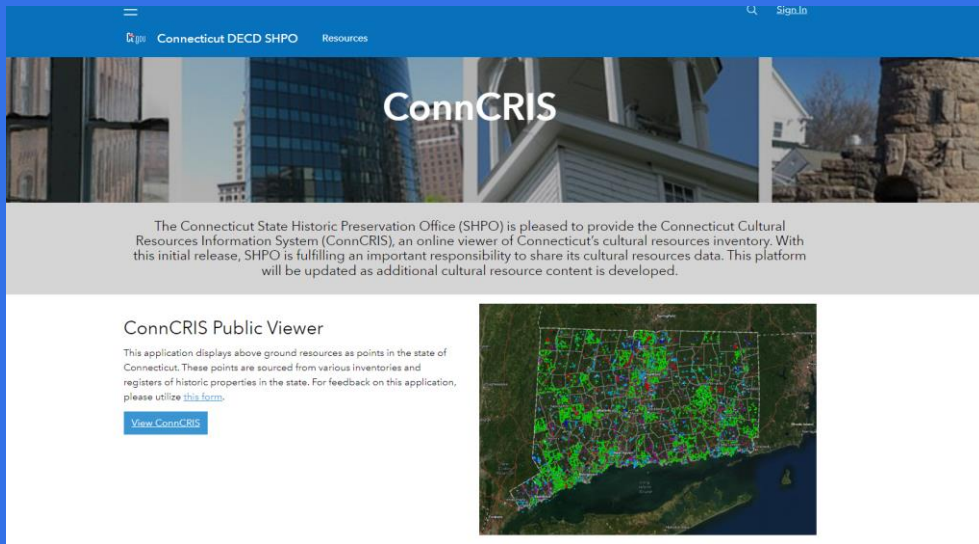 Sign In
Connecticut DECD SHPO Resources
ConnCRIS
The Connecticut State Historic Preservation Office (SHPO) is pleased to provide the Connecticut Cultural
Resources Information System (ConnCRIS), an online viewer of Connecticut's cultural resources inventory. With
this initial release, SHPO is fulfilling an important responsibility to share its cultural resources data. This platform
will be updated as additional cultural resource content is developed.
ConnCRIS Public Viewer
This application displays above ground resources as points in the state of
Connecticut. These points are sourced from various inventories and
registers of historic properties in the state. For feedback on this application,
please utilize this form.
View ConnCRIS